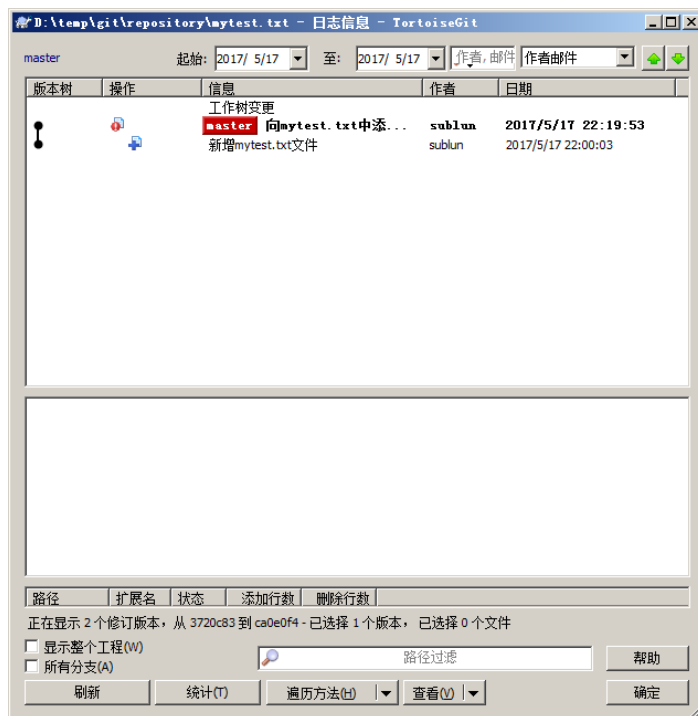 D:\temp\git\repository\mytest.txt - 日志信息 - TortoiseGit
master 起始: 2017/ 5/17 至: 2017/ 5/17 作者, 邮件 作者邮件
版本树 操作 信息 作者 日期
工作树变更
master 向mytest.txt中添... sublun 2017/5/17 22:19:53
新增mytest.txt文件 sublun 2017/5/17 22:00:03
路径 扩展名 状态 添加行数 删除行数
正在显示 2 个修订版本，从 3720c83 到 ca0e0f4 - 已选择 1 个版本， 已选择 0 个文件
显示整个工程(W)
路径过滤 帮助
所有分支(A)
刷新 统计(T) 遍历方法(H) 查看(V) 确定